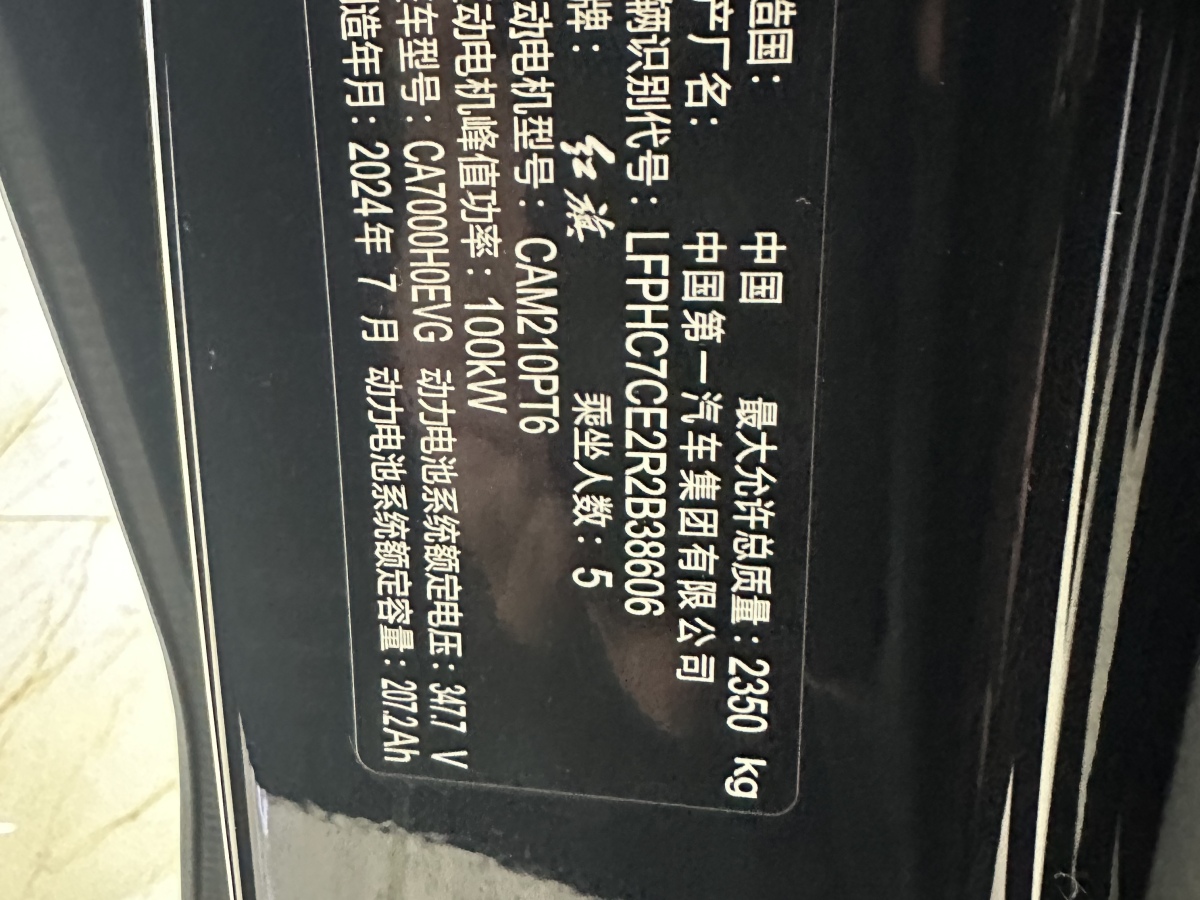 造国： 中国 最大允许总质量：2350 kg
产厂名： 中国第一汽车集团有限公司
辆识别代号：LFPHC7CE2R2B38606
牌： 红旗 乘坐人数：5
动电机型号：CAM210PT6
动电机峰值功率：100kW
车型号：CA7000H0EVG 动力电池系统额定电压：347.7 V
造年月：2024年 7 月 动力电池系统额定容量：207.2Ah